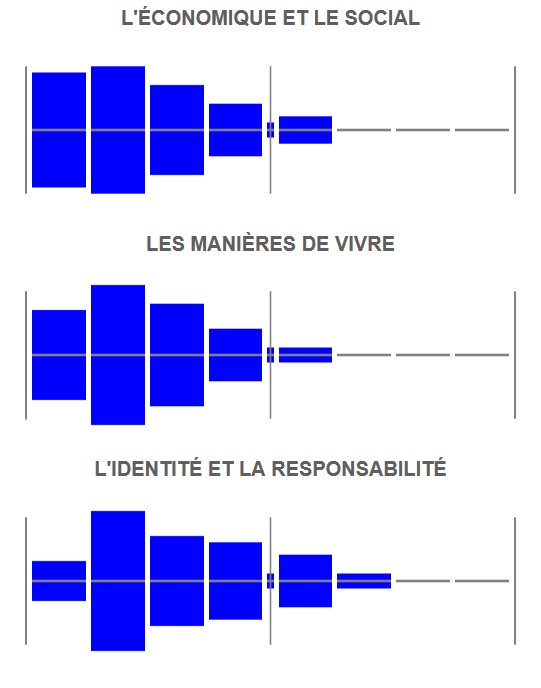 L'ÉCONOMIQUE ET LE SOCIAL
LES MANIÈRES DE VIVRE
L'IDENTITÉ ET LA RESPONSABILITÉ